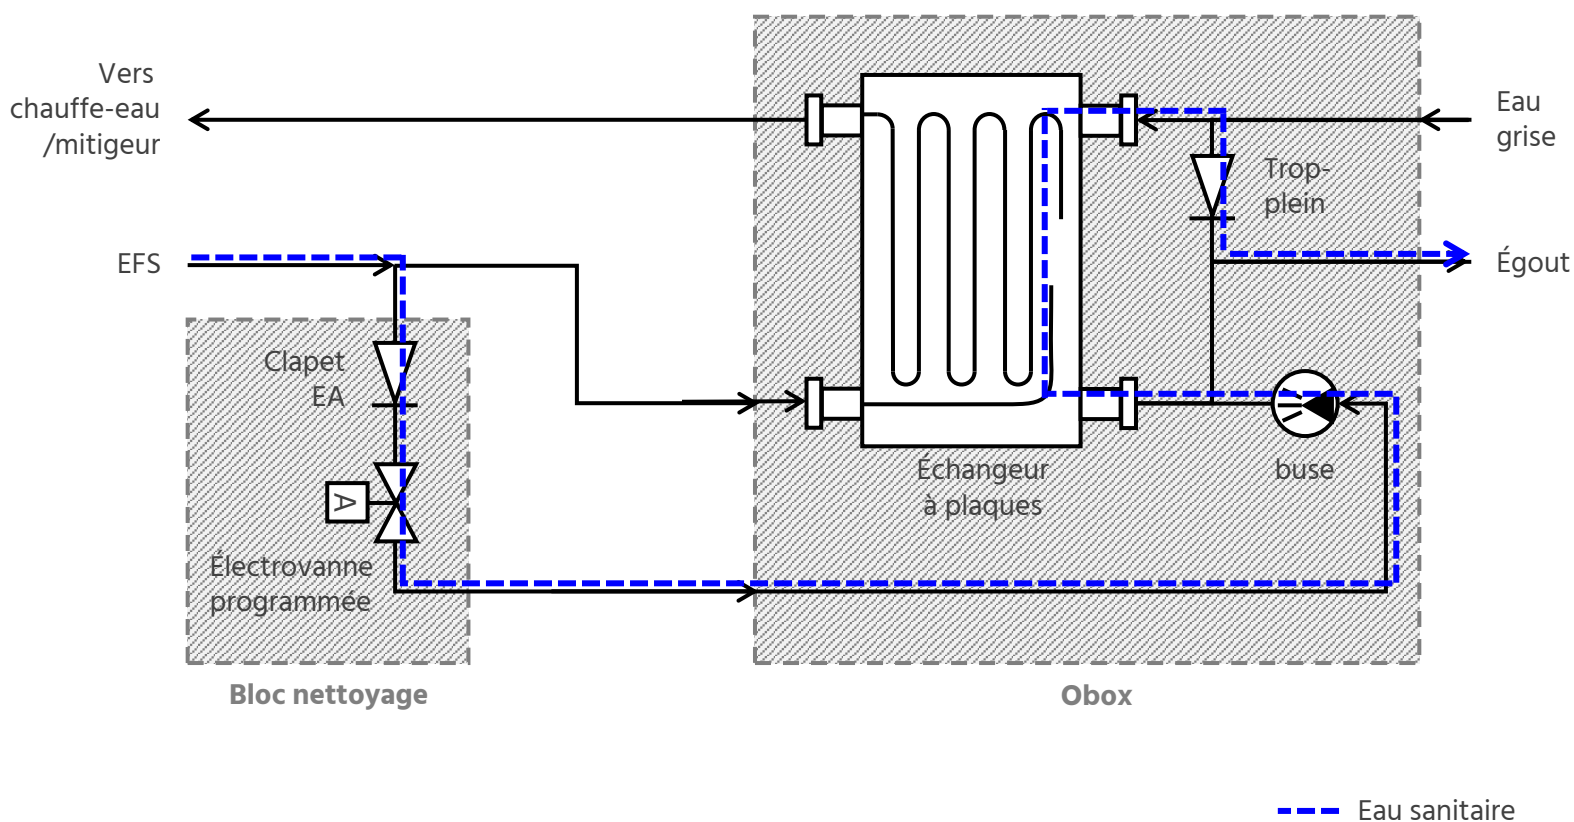 Vers
chauffe-eau
/mitigeur
Eau
grise
Trop-
plein
EFS
Égout
Clapet
EA
A
Échangeur
à plaques
buse
Électrovanne
programmée
Bloc nettoyage
Obox
Eau sanitaire